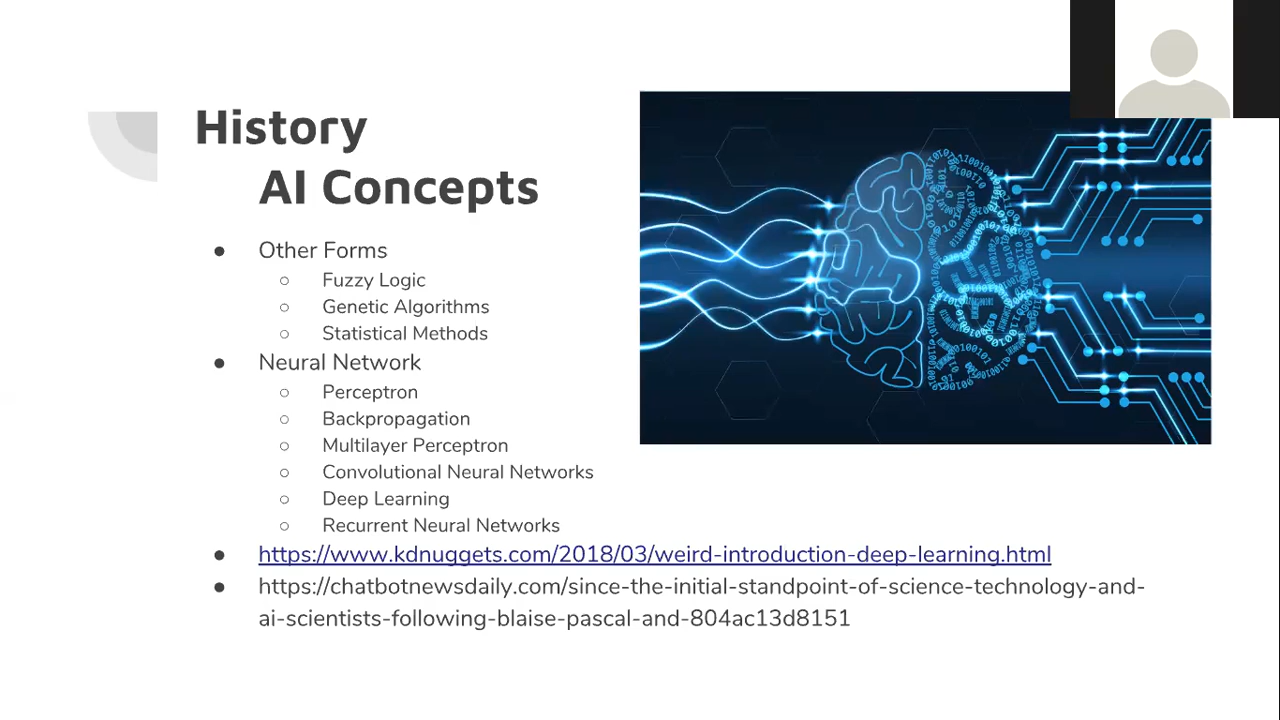 History
AI Concepts
● Other Forms
○ Fuzzy Logic
○ Genetic Algorithms
○ Statistical Methods
● Neural Network
○ Perceptron
○ Backpropagation
○ Multilayer Perceptron
○ Convolutional Neural Networks
○ Deep Learning
○ Recurrent Neural Networks
● https://www.kdnuggets.com/2018/03/weird-introduction-deep-learning.html
● https://chatbotnewsdaily.com/since-the-initial-standpoint-of-science-technology-and-
ai-scientists-following-blaise-pascal-and-804ac13d8151